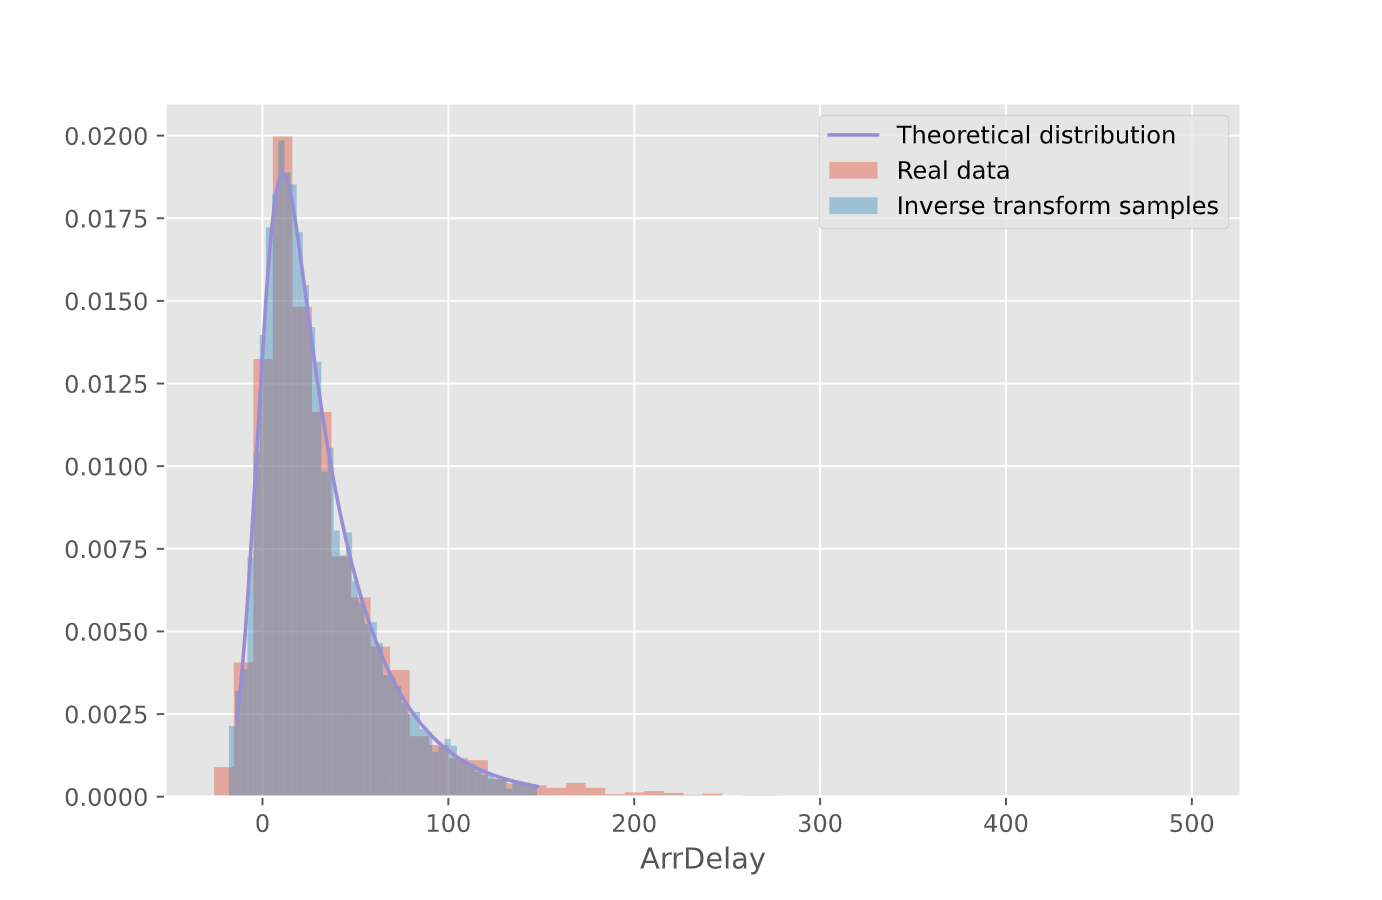 Theoretical distribution
Real data
Inverse transform samples
0.0200
0.0175
0.0150
0.0125
0.0100
0.0075
0.0050
0.0025
0.0000
0 100 200 300 400 500
ArrDelay